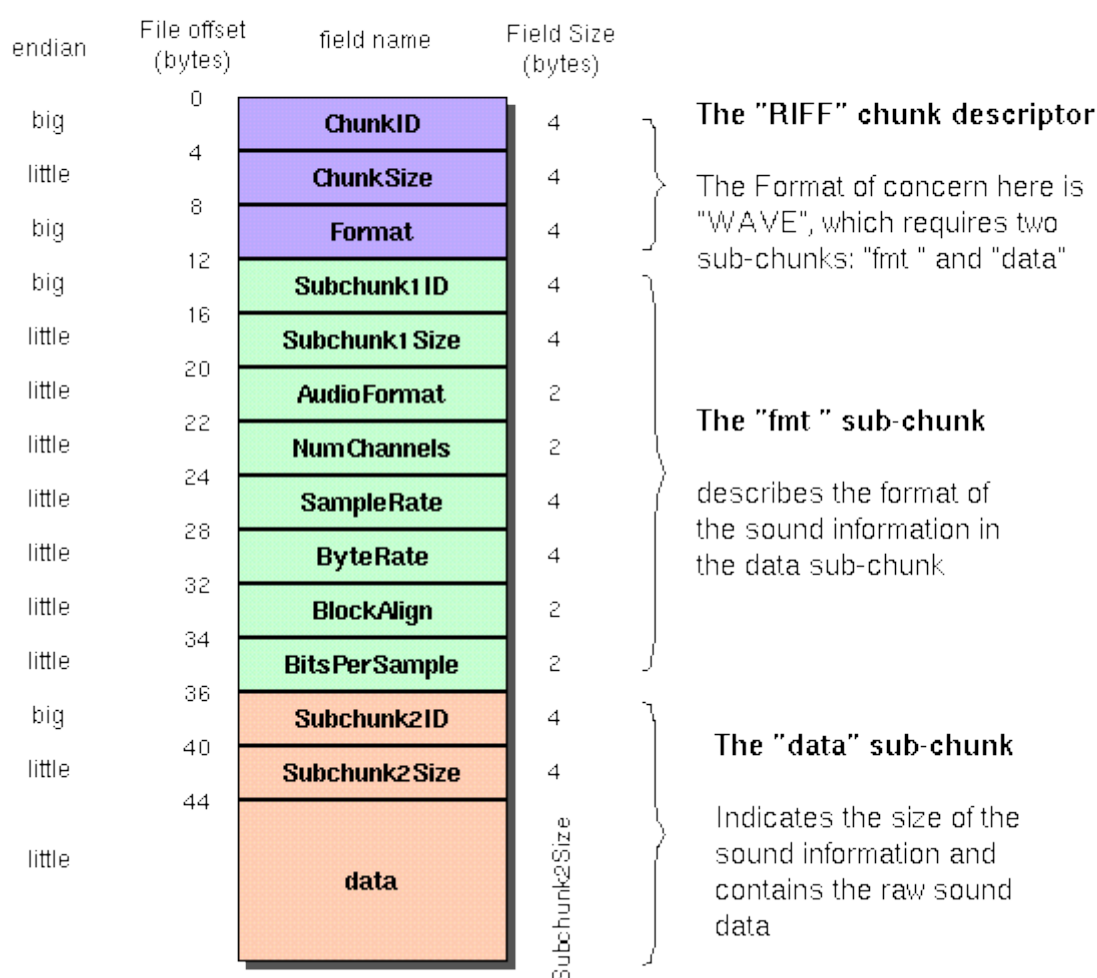 endian
File offset
(bytes)
field name
Field Size
(bytes)
0
big
ChunkID
4
4
little
ChunkSize
4
8
big
Format
4
12
big
Subchunk1ID
4
16
little
Subchunk1Size
4
20
little
AudioFormat
2
22
little
NumChannels
2
24
little
SampleRate
4
28
little
ByteRate
4
32
little
BlockAlign
2
34
little
BitsPerSample
2
36
big
Subchunk2ID
4
40
little
Subchunk2Size
4
44
little
data
Subchunk2Size
The "RIFF" chunk descriptor
The Format of concern here is
"WAVE", which requires two
sub-chunks: "fmt " and "data"
The "fmt " sub-chunk
describes the format of
the sound information in
the data sub-chunk
The "data" sub-chunk
Indicates the size of the
sound information and
contains the raw sound
data